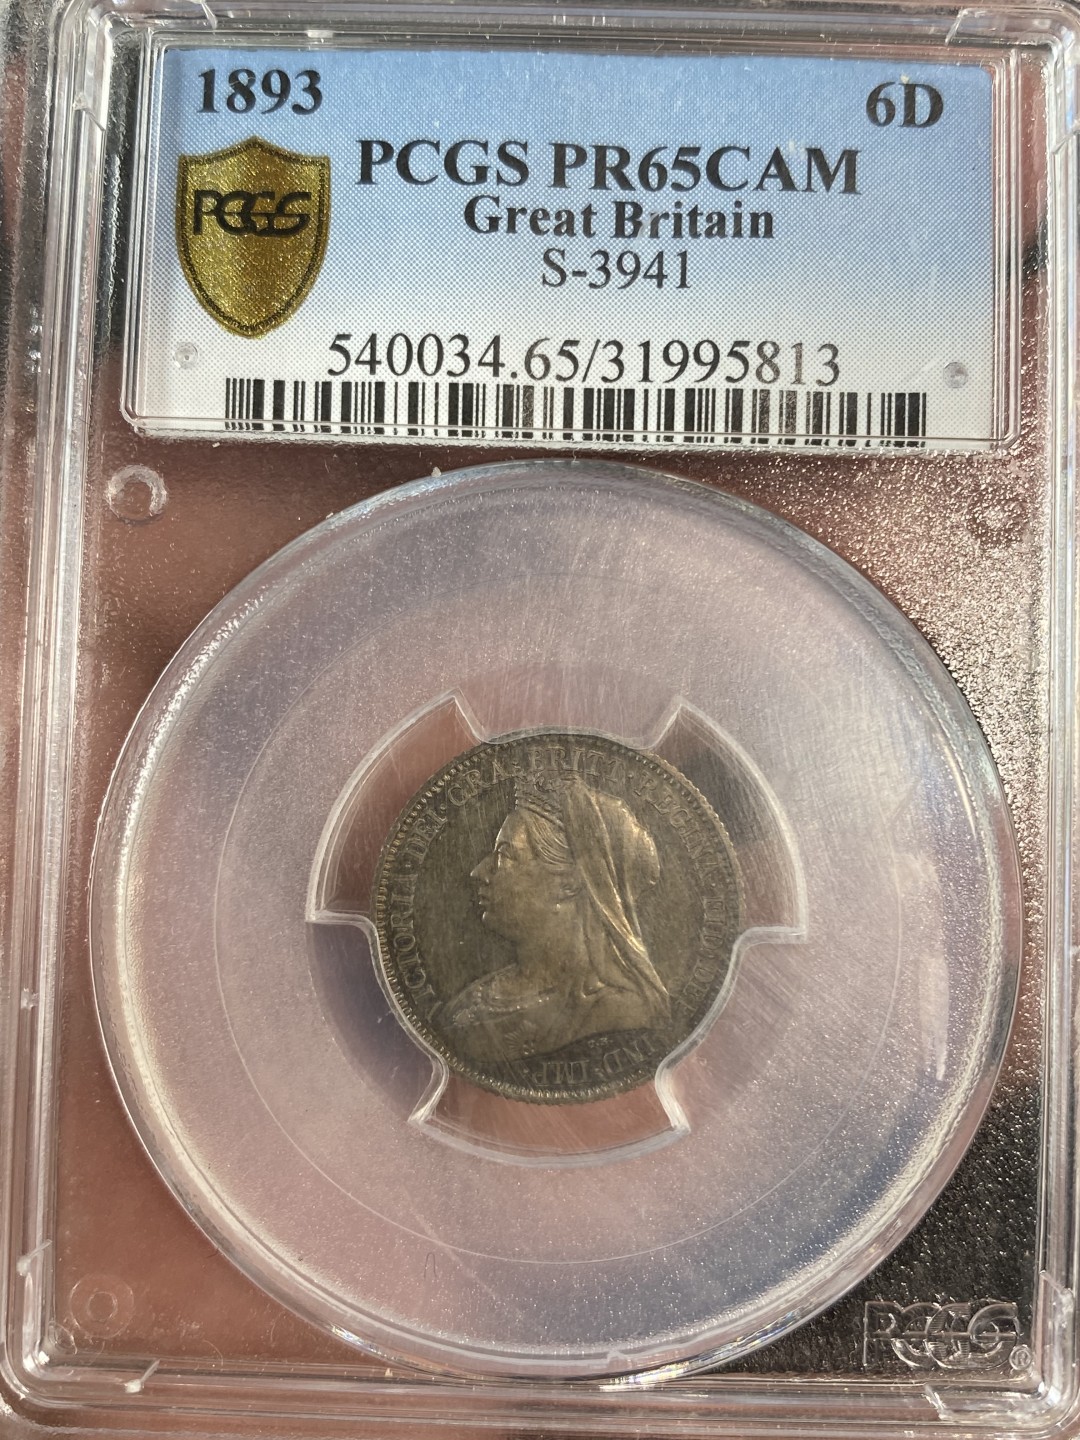 1893 6D
PCGS PCGS PR65CAM
Great Britain
S-3941
540034.65/31995813
VICTORIA·DEI·GRA·BRITT·REGINA·FID·DEF·IND·IMP·
PCGS®